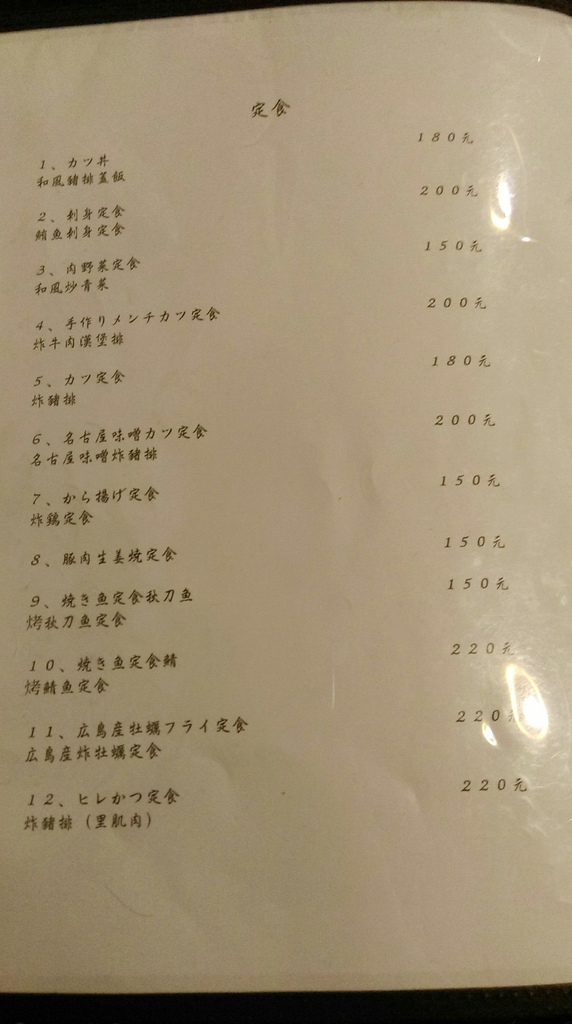 定食
1、カツ丼 180元
和風豬排蓋飯
2、刺身定食 200元
鮪魚刺身定食
3、肉野菜定食 150元
和風炒青菜
4、手作りメンチカツ定食 200元
炸牛肉漢堡排
5、カツ定食 180元
炸豬排
6、名古屋味噌カツ定食 200元
名古屋味噌炸豬排
7、から揚げ定食 150元
炸鶏定食
8、豚肉生姜焼定食 150元
9、焼き魚定食秋刀魚 150元
烤秋刀魚定食
10、焼き魚定食鯖 220元
烤鯖魚定食
11、広島産牡蠣フライ定食 220元
広島産炸牡蠣定食
12、ヒレかつ定食 220元
炸豬排（里肌肉）